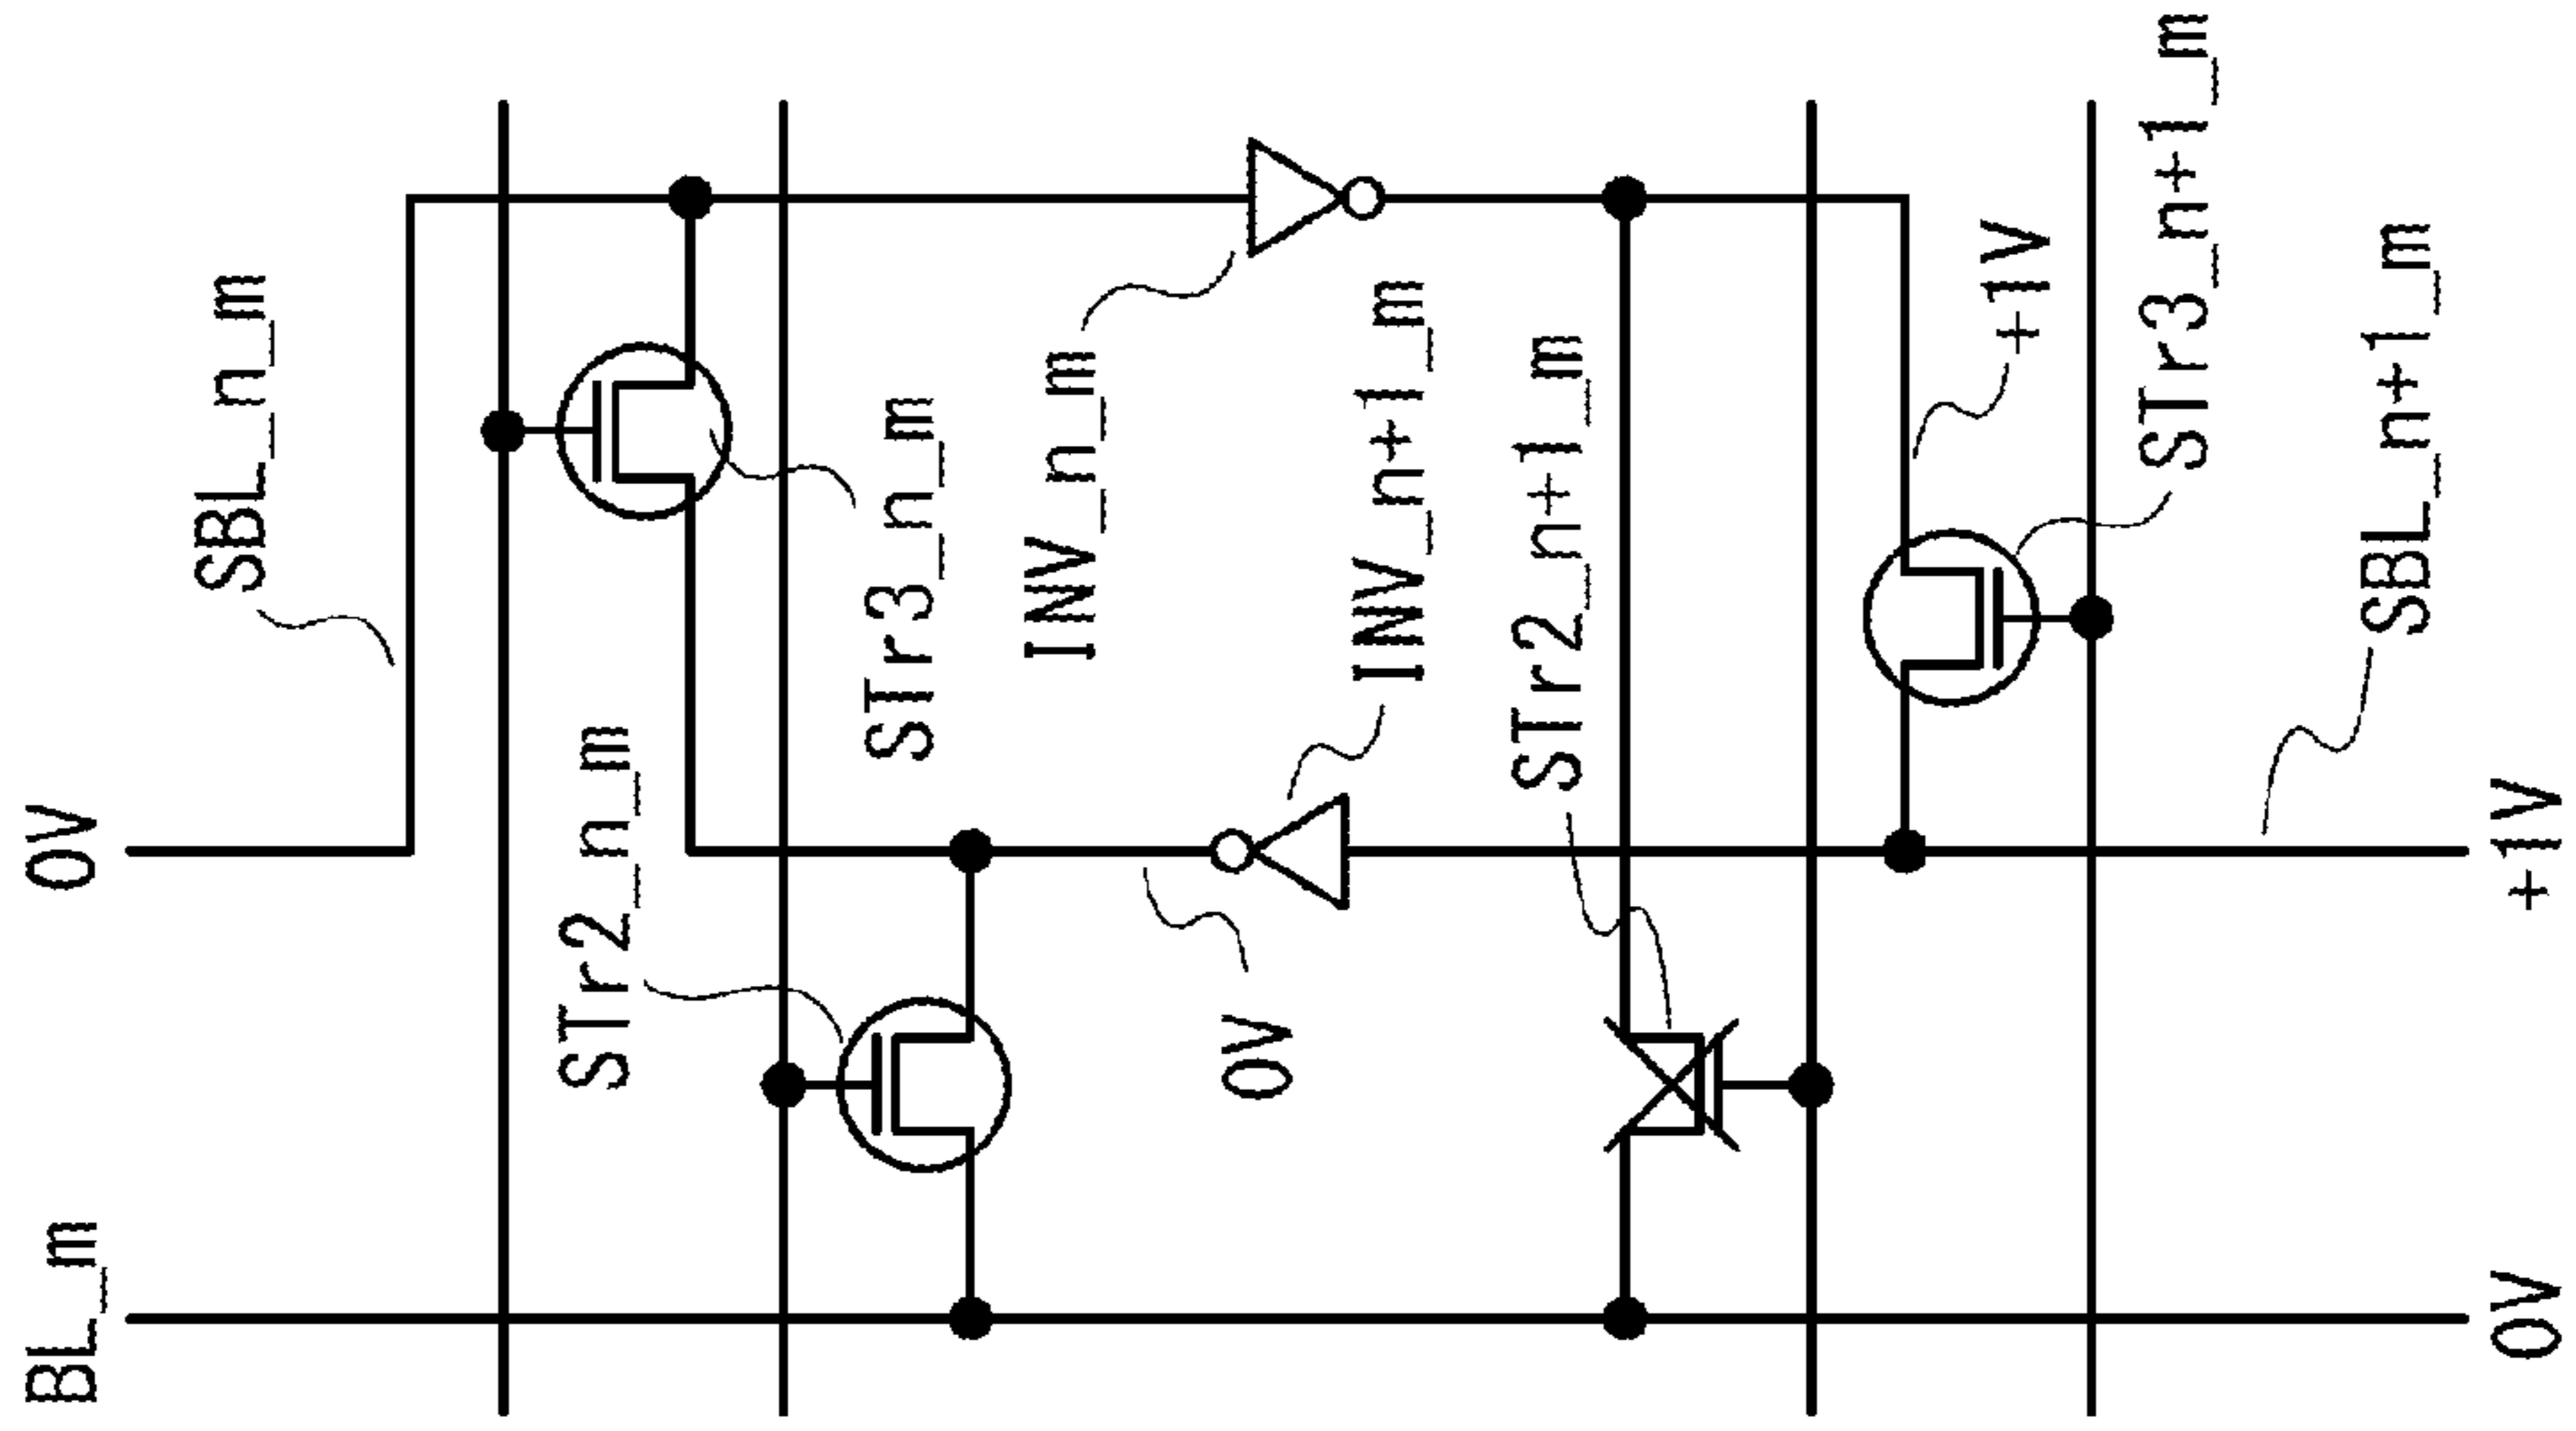 BL_m
0V
SBL_n_m
STr2_n_m
STr3_n_m
INV_n_m
0V
INV_n+1_m
STr2_n+1_m
+1V
STr3_n+1_m
SBL_n+1_m
0V
+1V